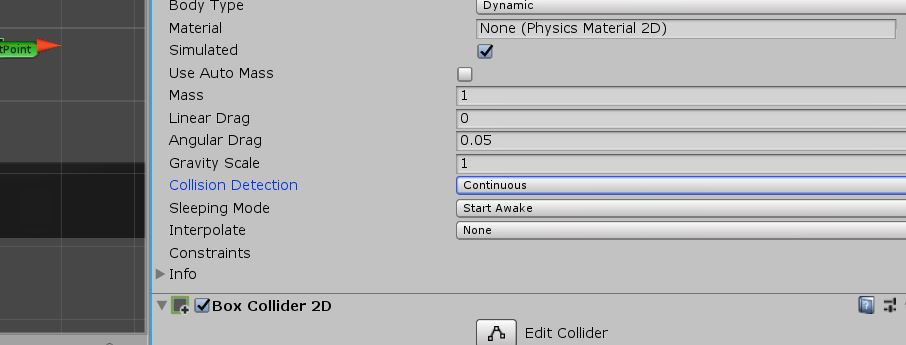 Body Type Dynamic
Material None (Physics Material 2D)
Simulated
Use Auto Mass
Mass 1
Linear Drag 0
Angular Drag 0.05
Gravity Scale 1
Collision Detection Continuous
Sleeping Mode Start Awake
Interpolate None
Constraints
Info
Box Collider 2D
Edit Collider
tPoint